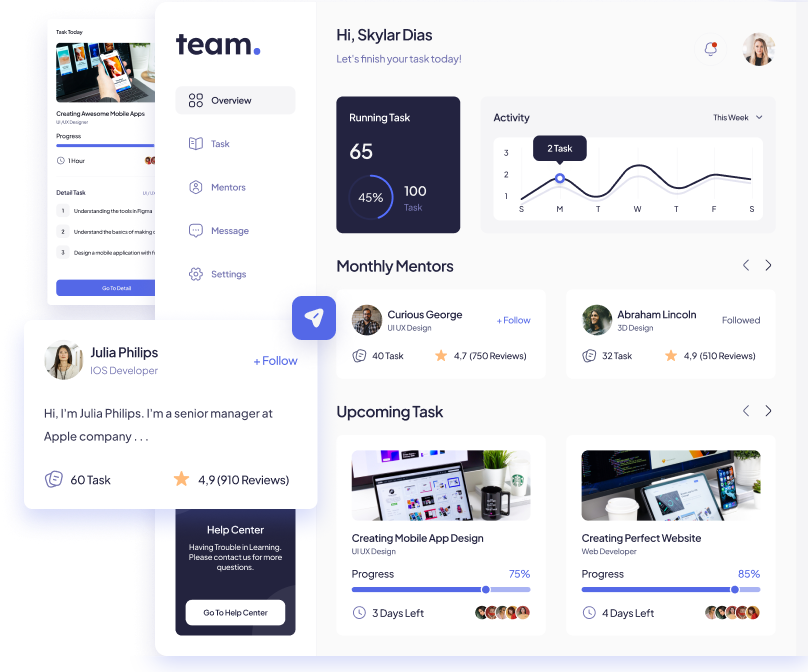 Task Today
Creating Awesome Mobile Apps
UI/UX Designer
Progress
1 Hour
Detail Task
UI/UX
1 Understanding the tools in Figma
2 Understand the basics of making
3 Design a mobile application with
Go To Detail
team.
Overview
Task
Mentors
Message
Settings
Julia Philips
IOS Developer
+ Follow
Hi, I'm Julia Philips. I'm a senior manager at
Apple company . . .
60 Task
4,9 (910 Reviews)
Help Center
Having Trouble in Learning.
Please contact us for more
questions.
Go To Help Center
Hi, Skylar Dias
Let's finish your task today!
Running Task
65
45%
100
Task
Activity
This Week
2 Task
3
2
1
S M T W T F S
Monthly Mentors
Curious George
UI UX Design
+ Follow
40 Task
4,7 (750 Reviews)
Abraham Lincoln
3D Design
Followed
32 Task
4,9 (510 Reviews)
Upcoming Task
Creating Mobile App Design
UI UX Design
Progress
75%
3 Days Left
Creating Perfect Website
Web Developer
Progress
85%
4 Days Left